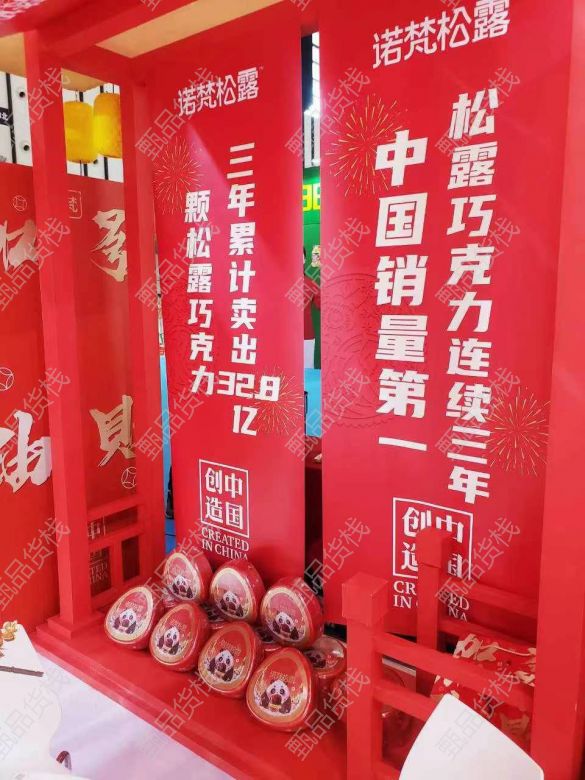 诺梵松露
松露巧克力连续三年
中国销量第一
中国
创造
CREATED
IN CHINA
诺梵松露
三年累计卖出32.8亿
颗松露巧克力
中国
创造
CREATED
IN CHINA
甄品货栈